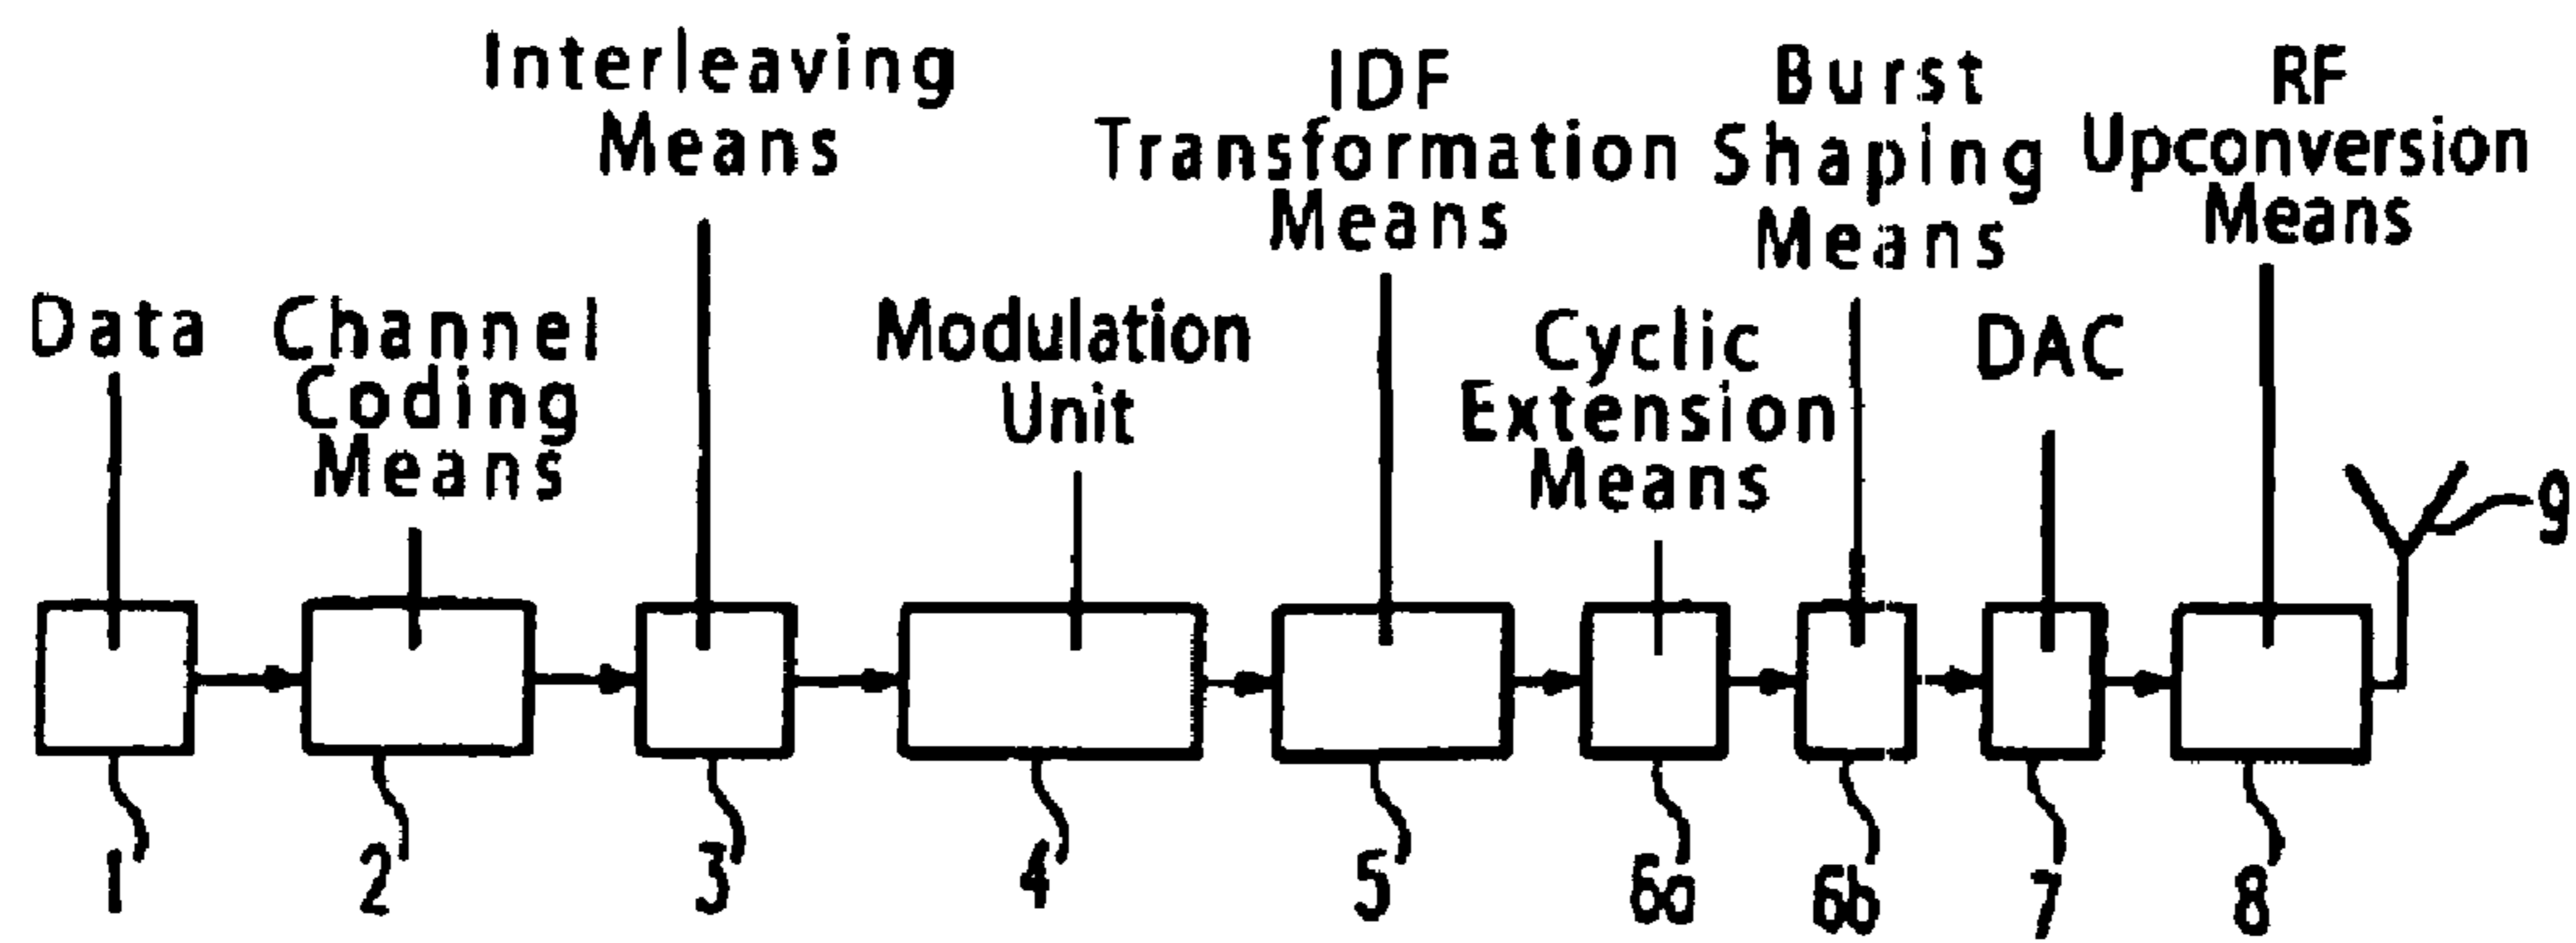 Data
Channel
Coding
Means
Interleaving
Means
Modulation
Unit
IDF
Transformation
Means
Cyclic
Extension
Means
Burst
Shaping
Means
DAC
RF
Upconversion
Means
9
1
2
3
4
5
6a
6b
7
8